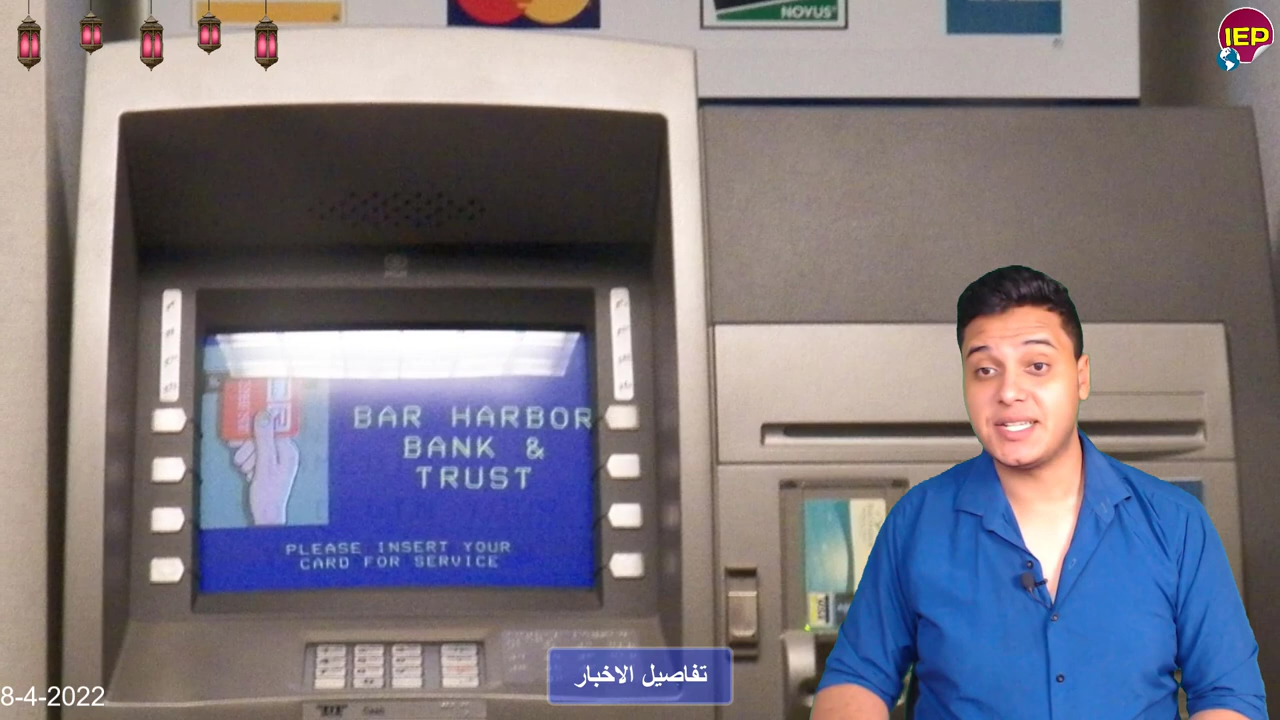 NOVUS
IEP
BAR HARBOR
BANK &
TRUST
PLEASE INSERT YOUR
CARD FOR SERVICE
تفاصيل الاخبار
8-4-2022